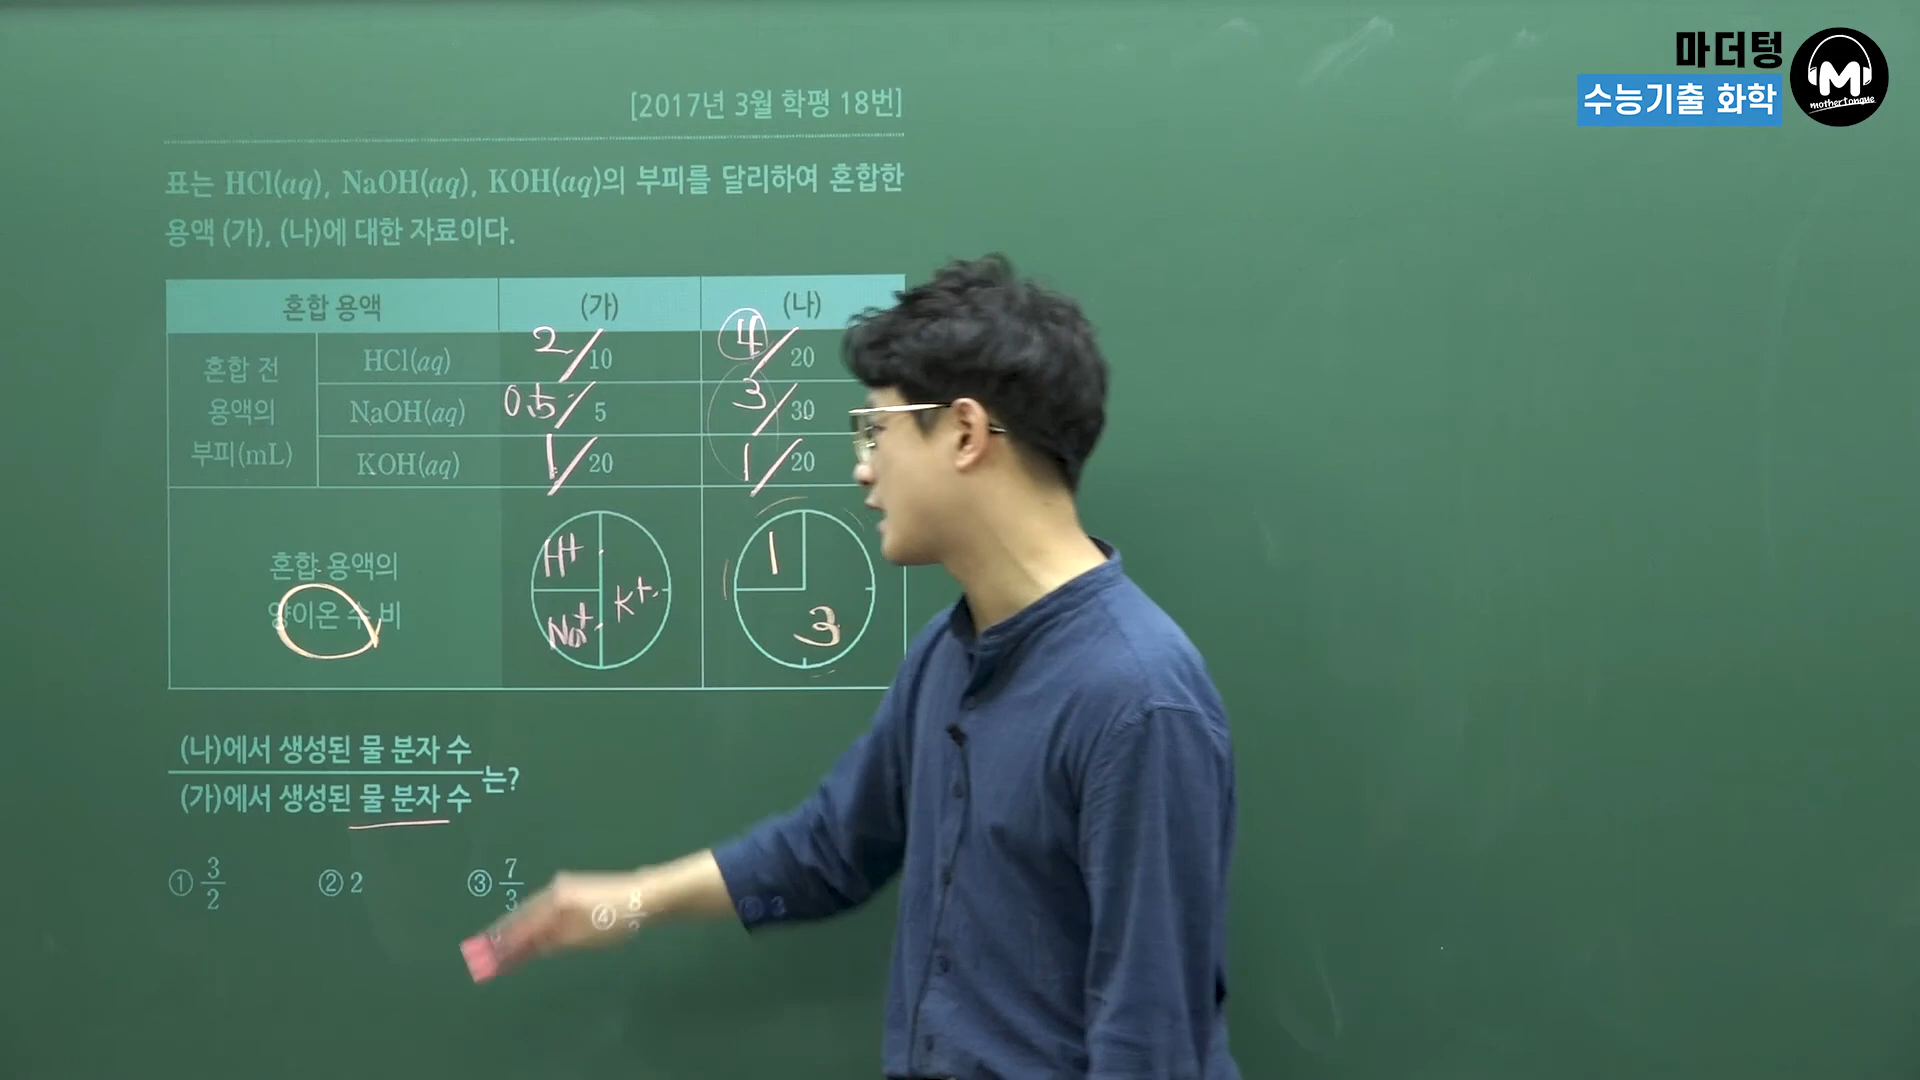 마더텅
수능기출 화학
M
mothertongue
[2017년 3월 학평 18번]
표는 HCl(aq), NaOH(aq), KOH(aq)의 부피를 달리하여 혼합한
용액 (가), (나)에 대한 자료이다.
혼합 용액 (가) (나)
혼합 전 용액의 부피(mL)
HCl(aq) 2/10 4/20
NaOH(aq) 0.5/5 3/30
KOH(aq) 1/20 1/20
혼합 용액의
양이온 수 비
H+ Na+ K+
1 3
(나)에서 생성된 물 분자 수
(가)에서 생성된 물 분자 수
는?
① 3/2 ② 2 ③ 7/3 ④ 8/3 ⑤ 3